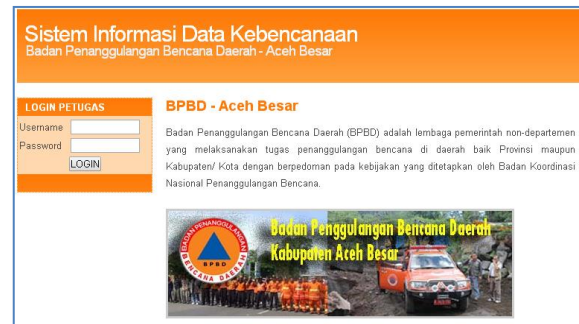 Sistem Informasi Data Kebencanaan
Badan Penanggulangan Bencana Daerah - Aceh Besar
LOGIN PETUGAS
Username
Password
LOGIN
BPBD - Aceh Besar
Badan Penanggulangan Bencana Daerah (BPBD) adalah lembaga pemerintah non-departemen
yang melaksanakan tugas penanggulangan bencana di daerah baik Provinsi maupun
Kabupaten/ Kota dengan berpedoman pada kebijakan yang ditetapkan oleh Badan Koordinasi
Nasional Penanggulangan Bencana.
Badan Penggulangan Bencana Daerah
Kabupaten Aceh Besar
BADAN PENANGGULANGAN
BPBD
BENCANA DAERAH